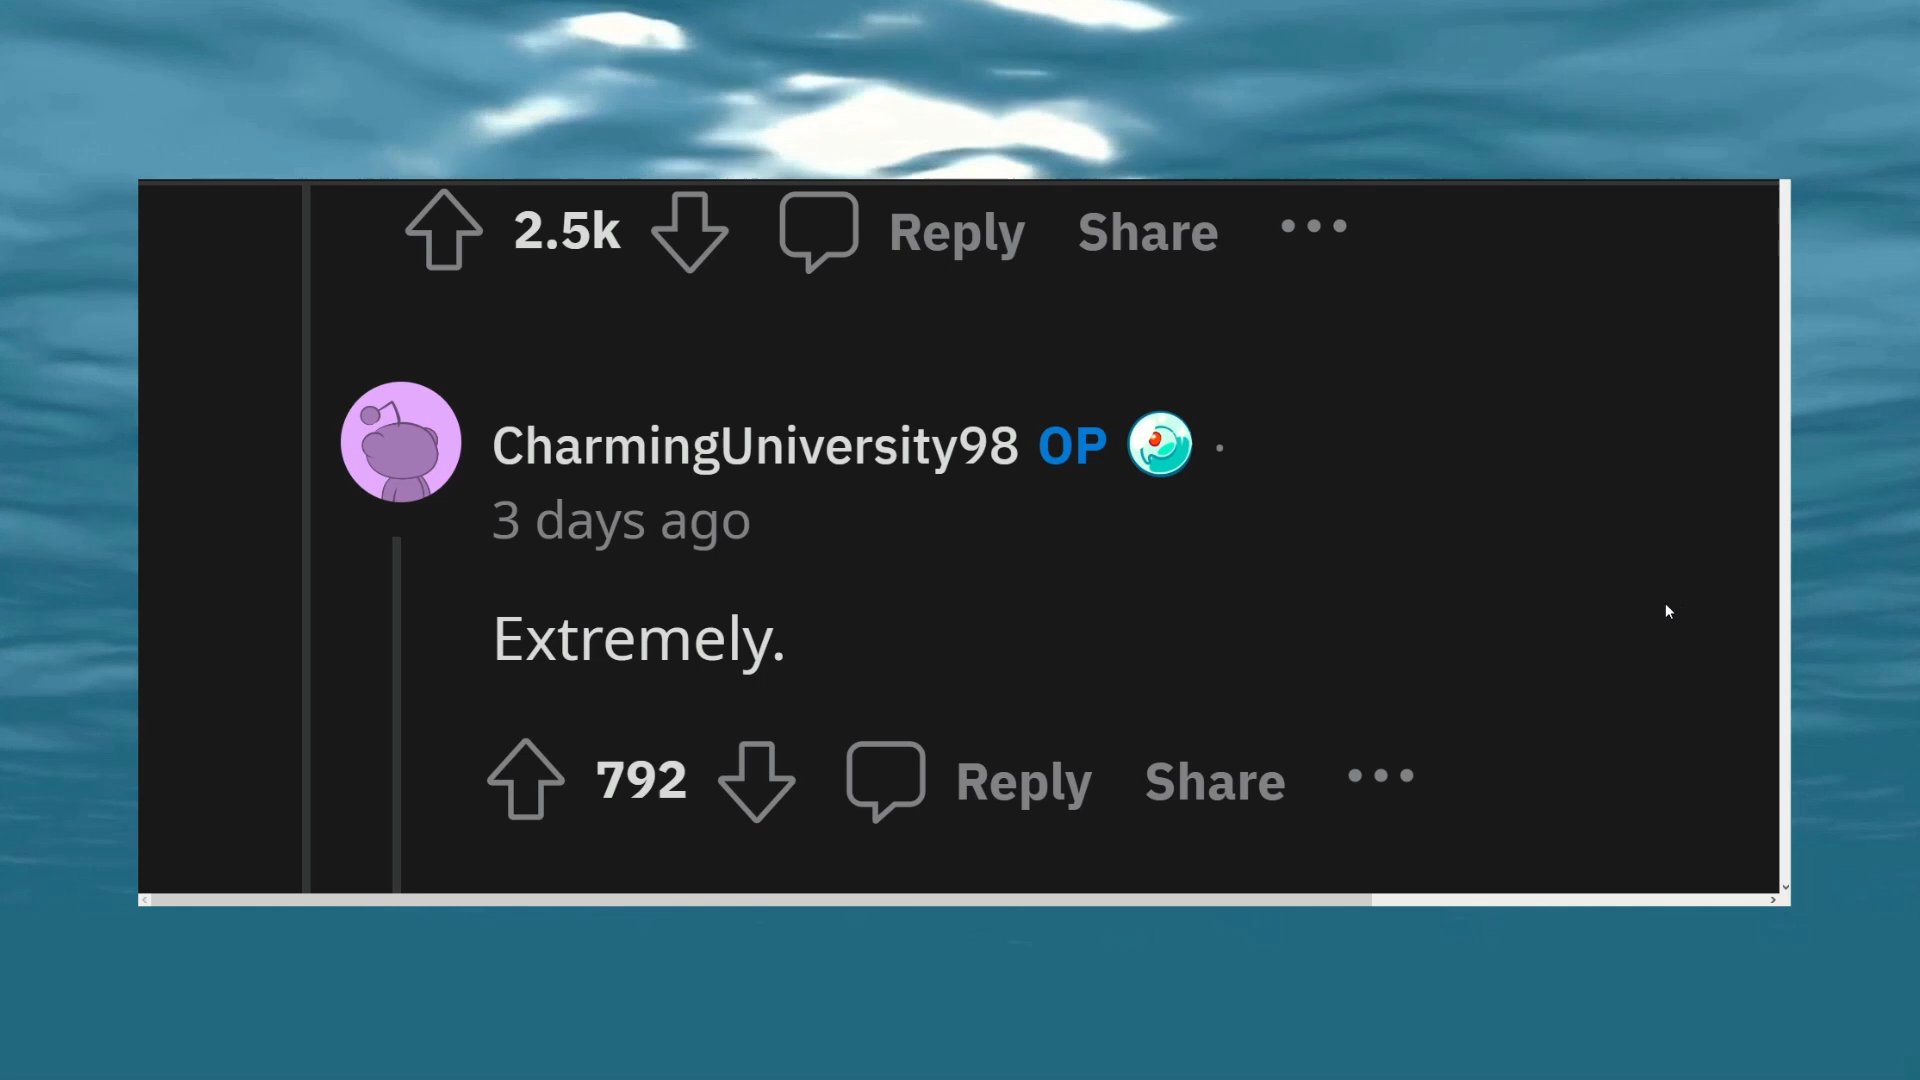 2.5k Reply Share
CharmingUniversity98 OP
3 days ago
Extremely.
792 Reply Share